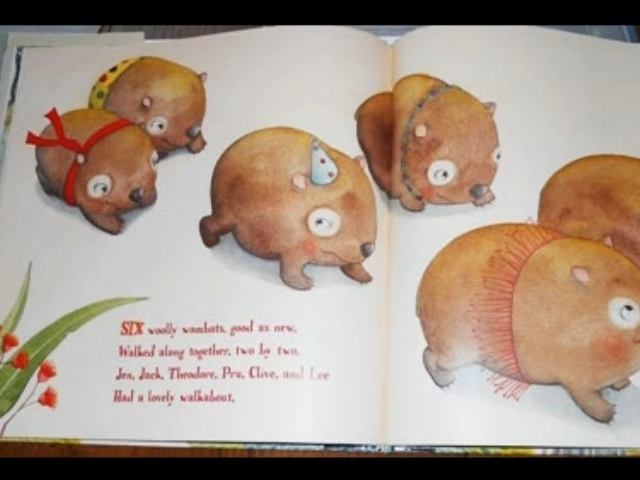 SIX woolly wombats, good as new,
Walked along together, two by two.
Jen, Jack, Theodore, Pru, Clive, and Lee
Had a lovely walkabout,